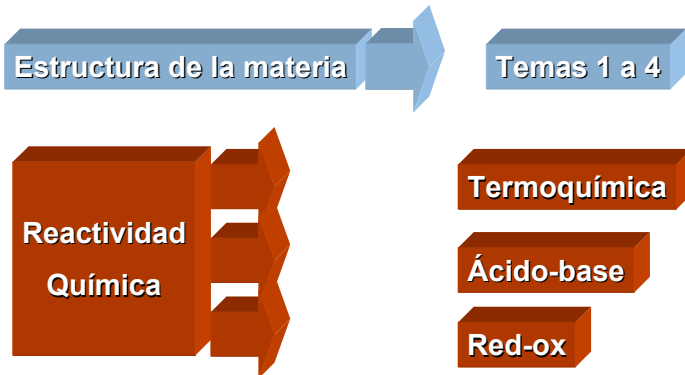 Estructura de la materia
Temas 1 a 4
Reactividad
Química
Termoquímica
Ácido-base
Red-ox